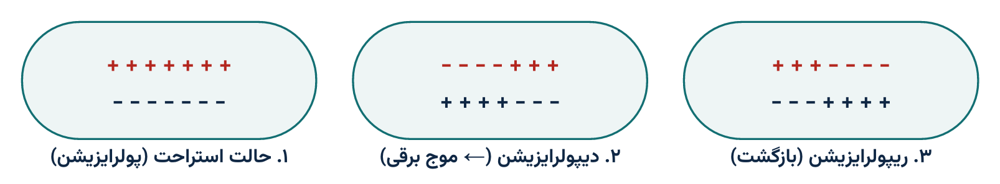 + + + + + + +
− − − − − − −
۱. حالت استراحت (پولرایزیشن)
− − − − + + +
+ + + + − − −
۲. دیپولرایزیشن (← موج برقی)
+ + + − − − −
− − − + + + +
۳. ریپولرایزیشن (بازگشت)